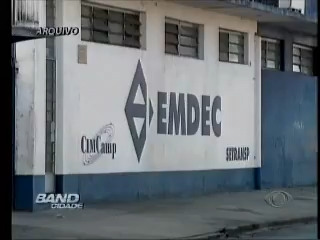 ARQUIVO
EMDEC
CIMCamp
SETRANSP
BAND
CIDADE